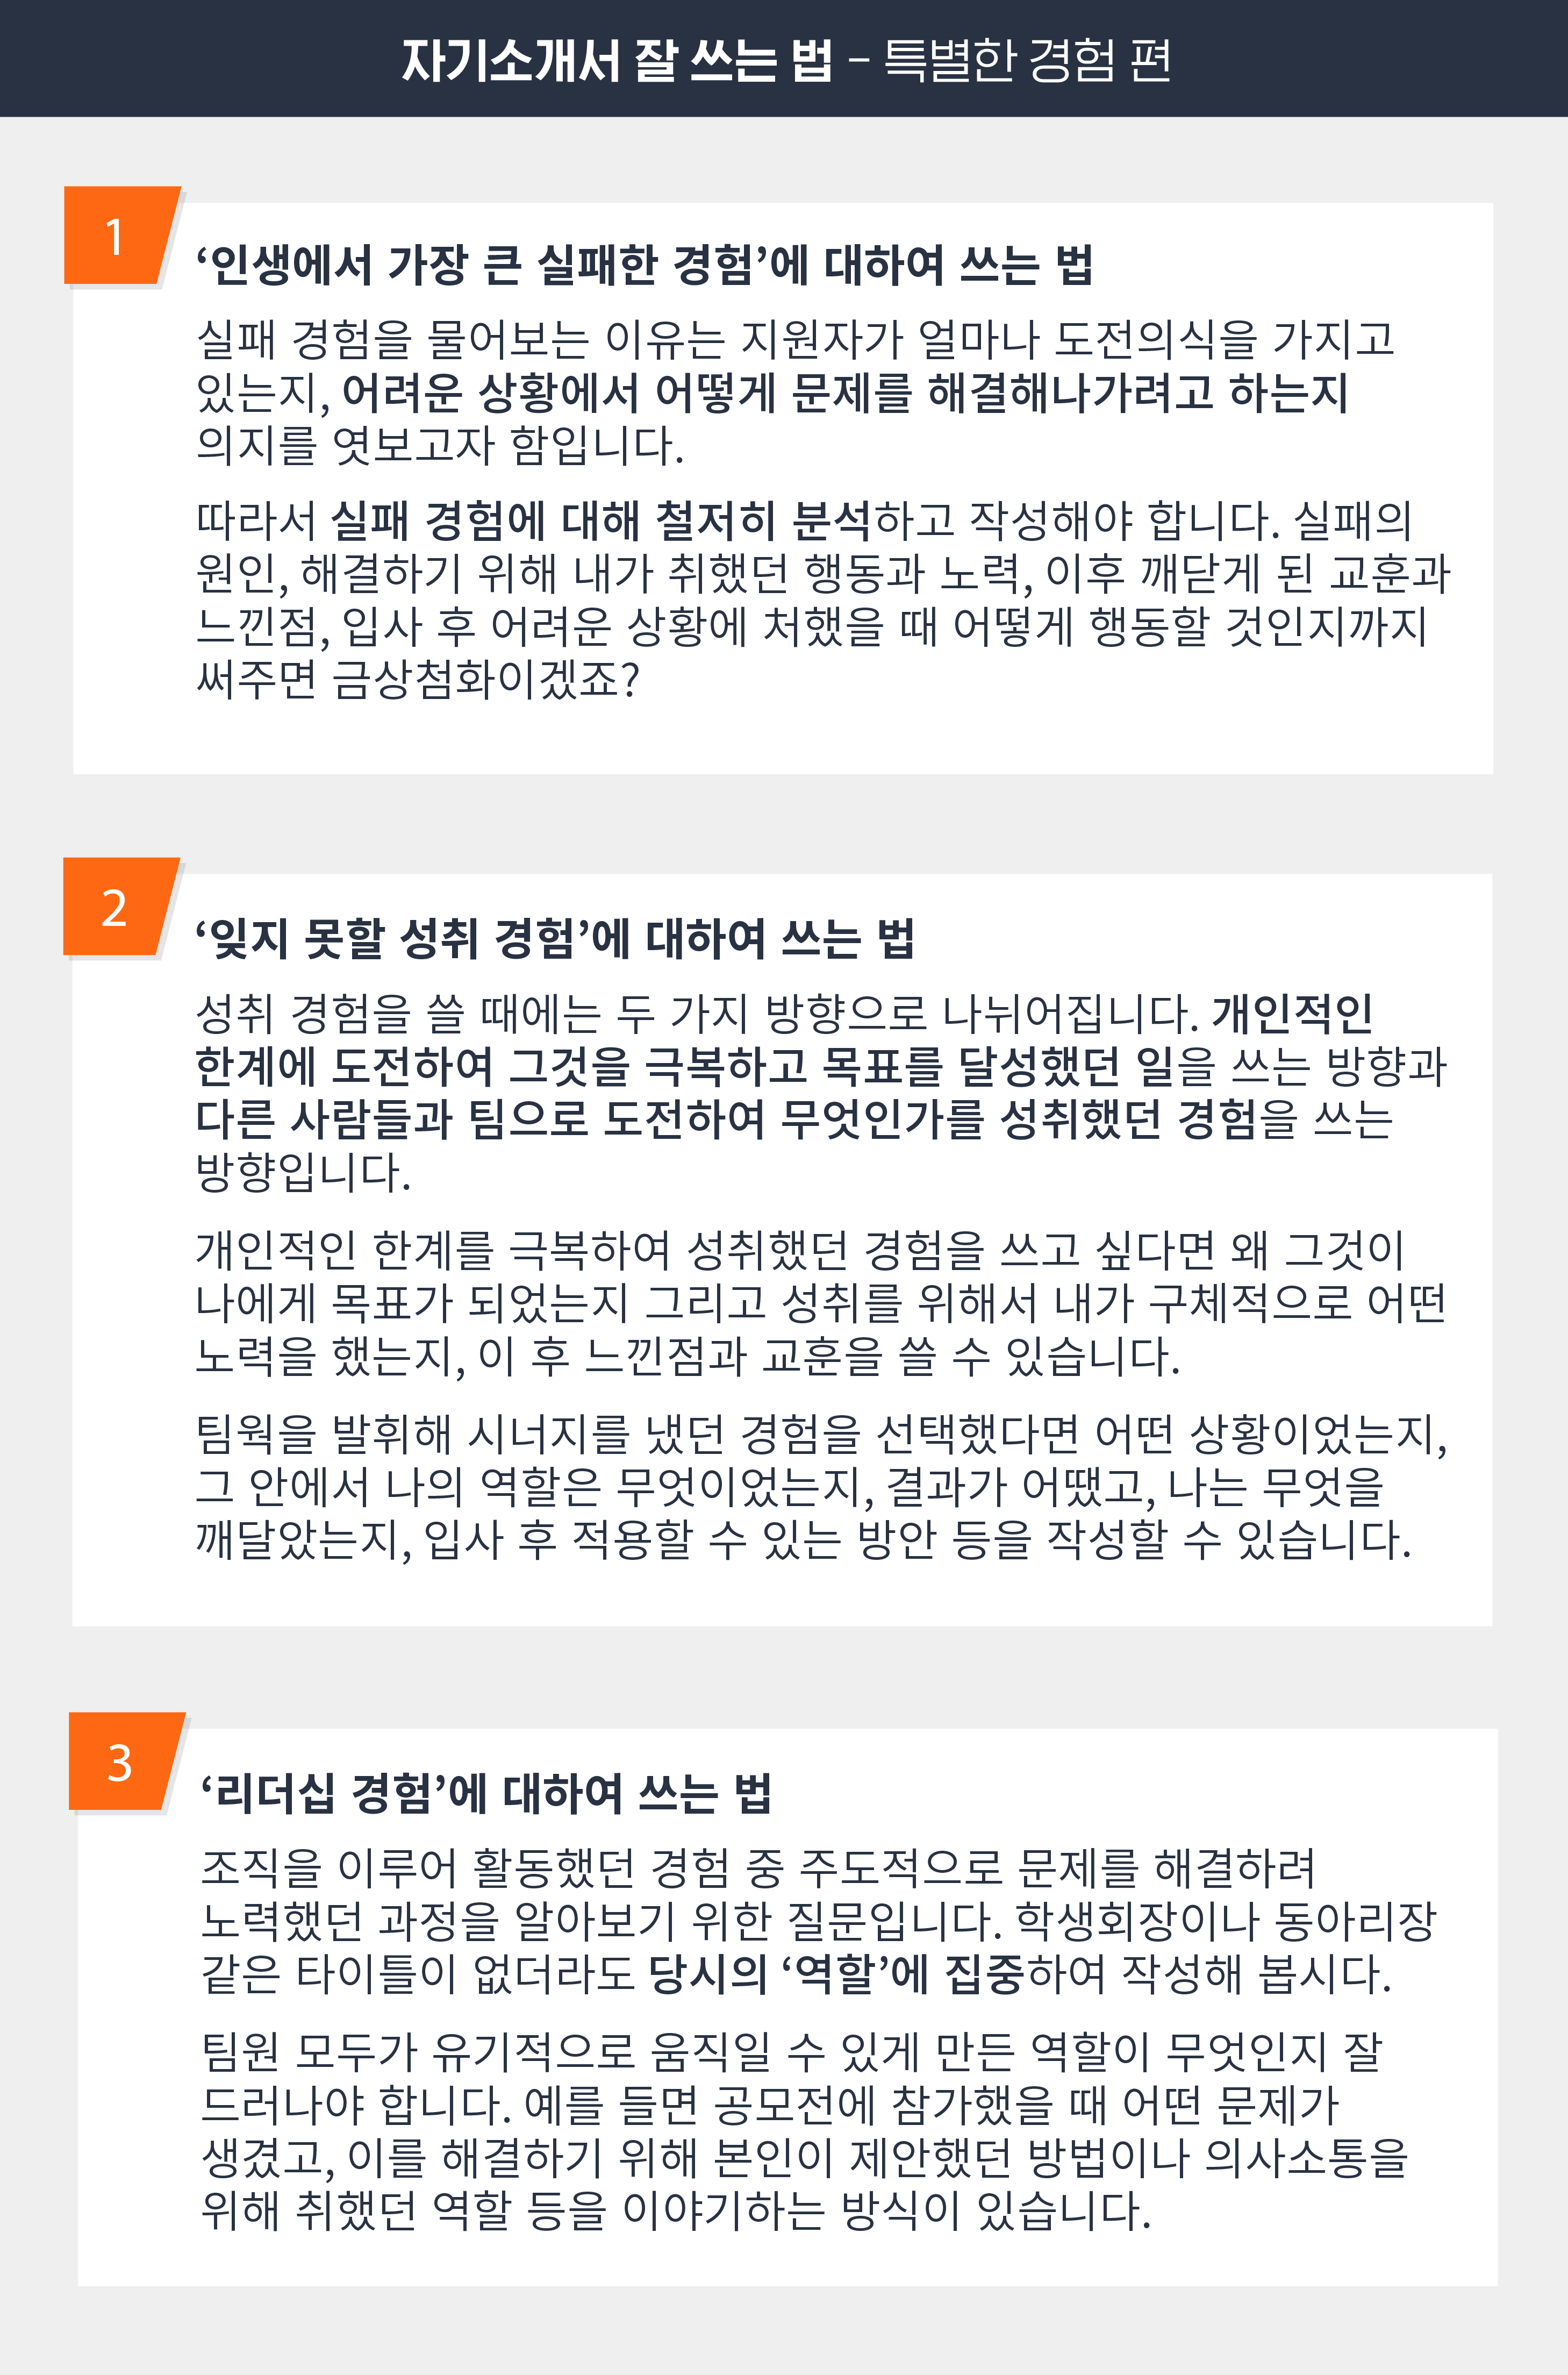 자기소개서 잘 쓰는 법 – 특별한 경험 편
1
‘인생에서 가장 큰 실패한 경험’에 대하여 쓰는 법
실패 경험을 물어보는 이유는 지원자가 얼마나 도전의식을 가지고
있는지, 어려운 상황에서 어떻게 문제를 해결해나가려고 하는지
의지를 엿보고자 함입니다.
따라서 실패 경험에 대해 철저히 분석하고 작성해야 합니다. 실패의
원인, 해결하기 위해 내가 취했던 행동과 노력, 이후 깨닫게 된 교훈과
느낀점, 입사 후 어려운 상황에 처했을 때 어떻게 행동할 것인지까지
써주면 금상첨화이겠죠?
2
‘잊지 못할 성취 경험’에 대하여 쓰는 법
성취 경험을 쓸 때에는 두 가지 방향으로 나뉘어집니다. 개인적인
한계에 도전하여 그것을 극복하고 목표를 달성했던 일을 쓰는 방향과
다른 사람들과 팀으로 도전하여 무엇인가를 성취했던 경험을 쓰는
방향입니다.
개인적인 한계를 극복하여 성취했던 경험을 쓰고 싶다면 왜 그것이
나에게 목표가 되었는지 그리고 성취를 위해서 내가 구체적으로 어떤
노력을 했는지, 이 후 느낀점과 교훈을 쓸 수 있습니다.
팀웍을 발휘해 시너지를 냈던 경험을 선택했다면 어떤 상황이었는지,
그 안에서 나의 역할은 무엇이었는지, 결과가 어땠고, 나는 무엇을
깨달았는지, 입사 후 적용할 수 있는 방안 등을 작성할 수 있습니다.
3
‘리더십 경험’에 대하여 쓰는 법
조직을 이루어 활동했던 경험 중 주도적으로 문제를 해결하려
노력했던 과정을 알아보기 위한 질문입니다. 학생회장이나 동아리장
같은 타이틀이 없더라도 당시의 ‘역할’에 집중하여 작성해 봅시다.
팀원 모두가 유기적으로 움직일 수 있게 만든 역할이 무엇인지 잘
드러나야 합니다. 예를 들면 공모전에 참가했을 때 어떤 문제가
생겼고, 이를 해결하기 위해 본인이 제안했던 방법이나 의사소통을
위해 취했던 역할 등을 이야기하는 방식이 있습니다.